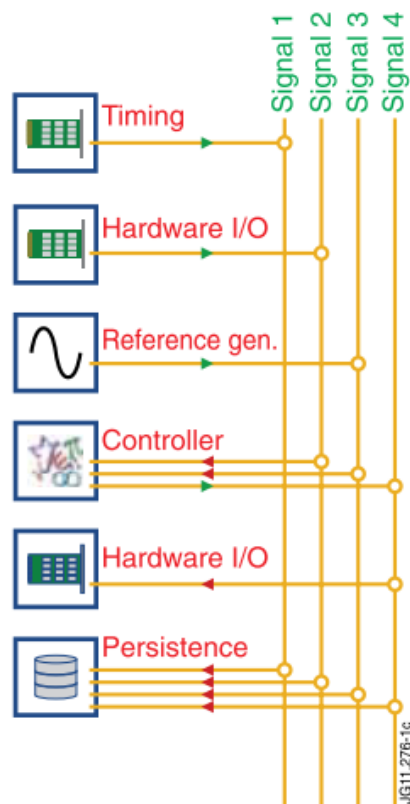 Signal 1
Signal 2
Signal 3
Signal 4
Timing
Hardware I/O
Reference gen.
Controller
Hardware I/O
Persistence
JG11.276-1c